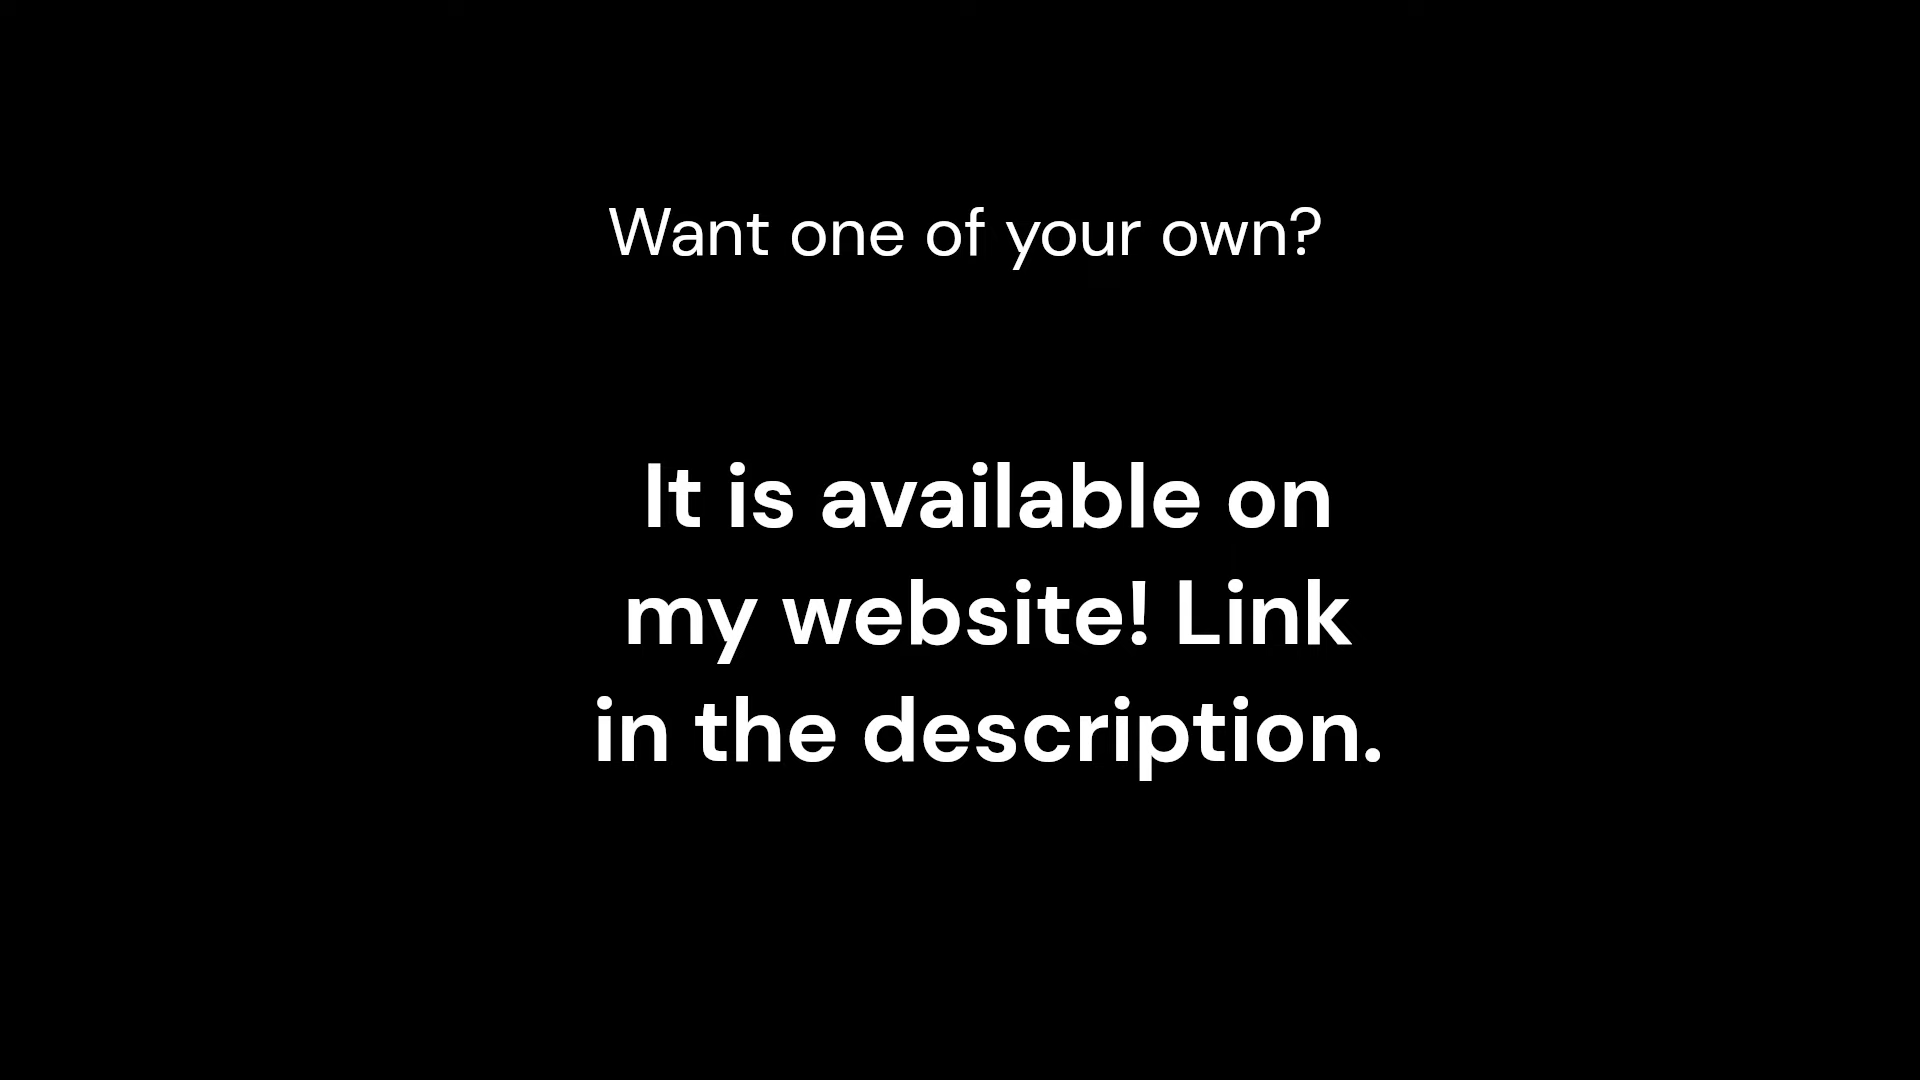 Want one of your own?
It is available on
my website! Link
in the description.